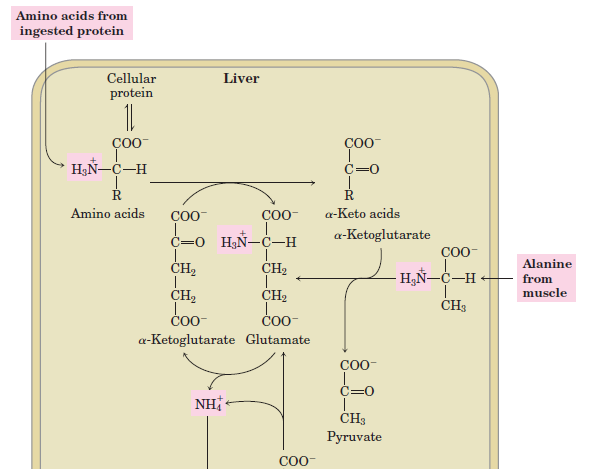 Amino acids from
ingested protein
Cellular
protein
Liver
COO⁻
H₃N⁺—C—H
R
Amino acids
COO⁻
C=O
R
α-Keto acids
COO⁻
C=O
CH₂
CH₂
COO⁻
α-Ketoglutarate
COO⁻
H₃N⁺—C—H
CH₂
CH₂
COO⁻
Glutamate
α-Ketoglutarate
COO⁻
H₃N⁺—C—H
CH₃
Alanine
from
muscle
COO⁻
C=O
CH₃
Pyruvate
NH₄⁺
COO⁻